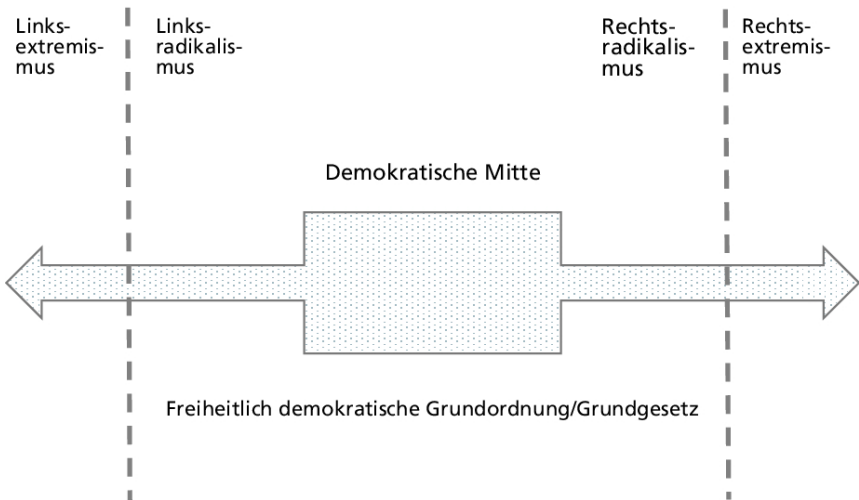 Links-
extremis-
mus
Links-
radikalis-
mus
Rechts-
radikalis-
mus
Rechts-
extremis-
mus
Demokratische Mitte
Freiheitlich demokratische Grundordnung/Grundgesetz